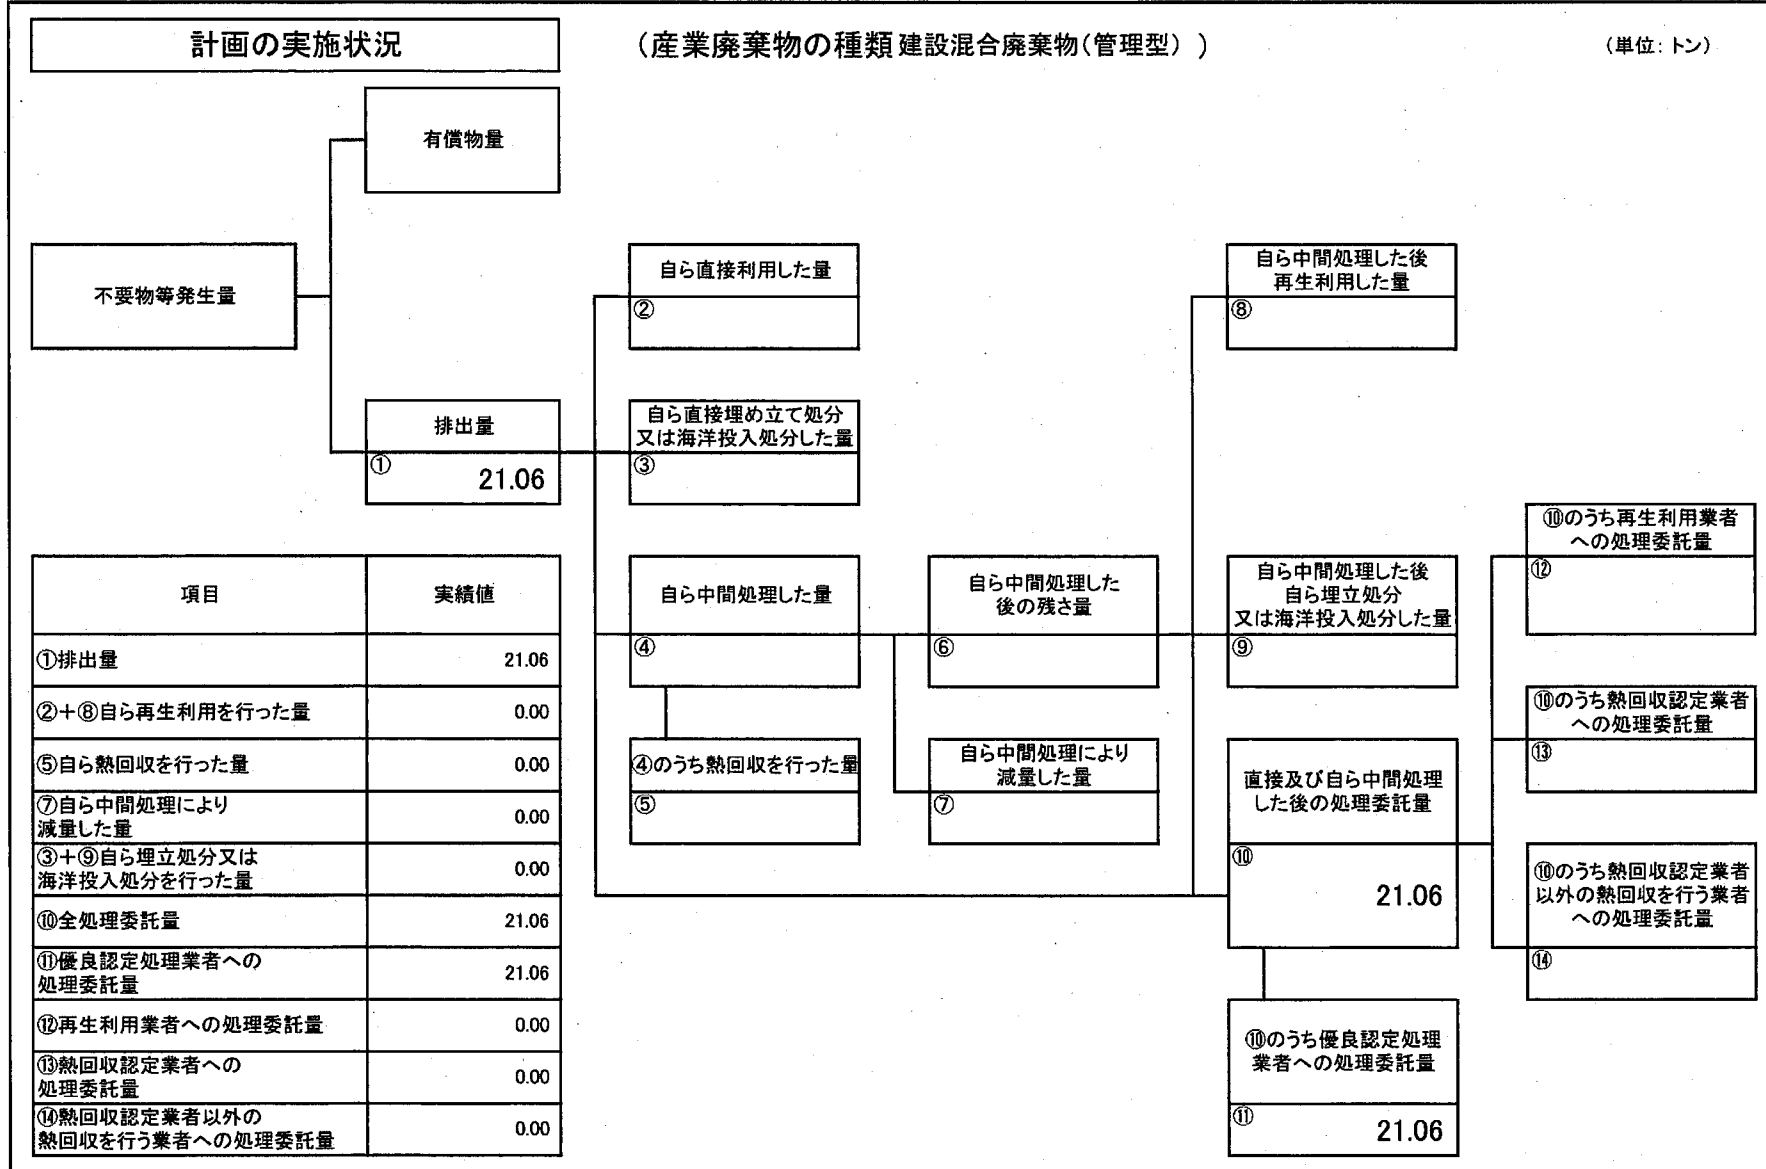 計画の実施状況
(産業廃棄物の種類 建設混合廃棄物(管理型) )
(単位:トン)
有償物量
不要物等発生量
自ら直接利用した量
②
自ら中間処理した後
再生利用した量
⑧
排出量
①
21.06
自ら直接埋め立て処分
又は海洋投入処分した量
③
⑩のうち再生利用業者
への処理委託量
⑫
自ら中間処理した量
④
自ら中間処理した
後の残さ量
⑥
自ら中間処理した後
自ら埋立処分
又は海洋投入処分した量
⑨
⑩のうち熱回収認定業者
への処理委託量
⑬
④のうち熱回収を行った量
⑤
自ら中間処理により
減量した量
⑦
直接及び自ら中間処理
した後の処理委託量
⑩
21.06
⑩のうち熱回収認定業者
以外の熱回収を行う業者
への処理委託量
⑭
⑩のうち優良認定処理
業者への処理委託量
⑪
21.06
項目 実績値
①排出量 21.06
②+⑧自ら再生利用を行った量 0.00
⑤自ら熱回収を行った量 0.00
⑦自ら中間処理により
減量した量 0.00
③+⑨自ら埋立処分又は
海洋投入処分を行った量 0.00
⑩全処理委託量 21.06
⑪優良認定処理業者への
処理委託量 21.06
⑫再生利用業者への処理委託量 0.00
⑬熱回収認定業者への
処理委託量 0.00
⑭熱回収認定業者以外の
熱回収を行う業者への処理委託量 0.00